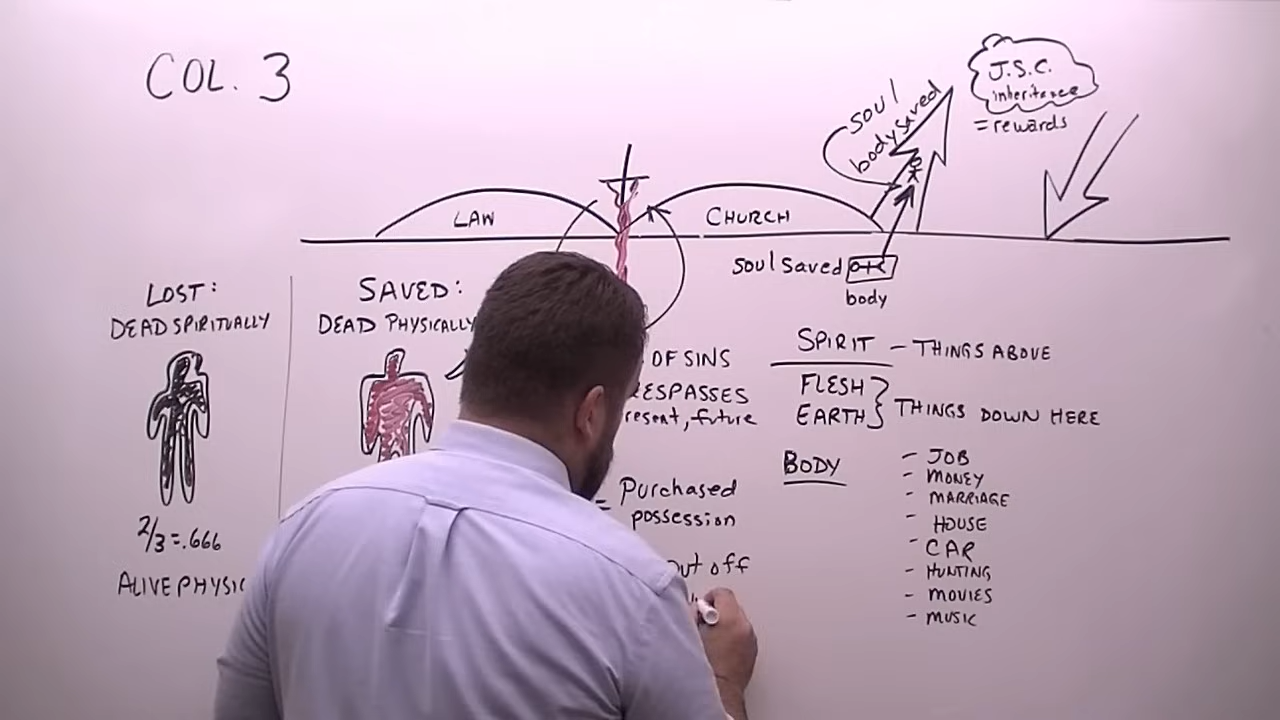 COL. 3
J.S.C.
inheritance
= rewards
soul
body saved
LAW
CHURCH
soul saved
body
LOST:
DEAD SPIRITUALLY
2/3=.666
ALIVE PHYSIC
SAVED:
DEAD PHYSICALLY
OF SINS
RESPASSES
resent, future
= Purchased
possession
out off
SPIRIT - THINGS ABOVE
FLESH
EARTH
THINGS DOWN HERE
BODY
- JOB
- MONEY
- MARRIAGE
- HOUSE
- CAR
- HUNTING
- MOVIES
- MUSIC